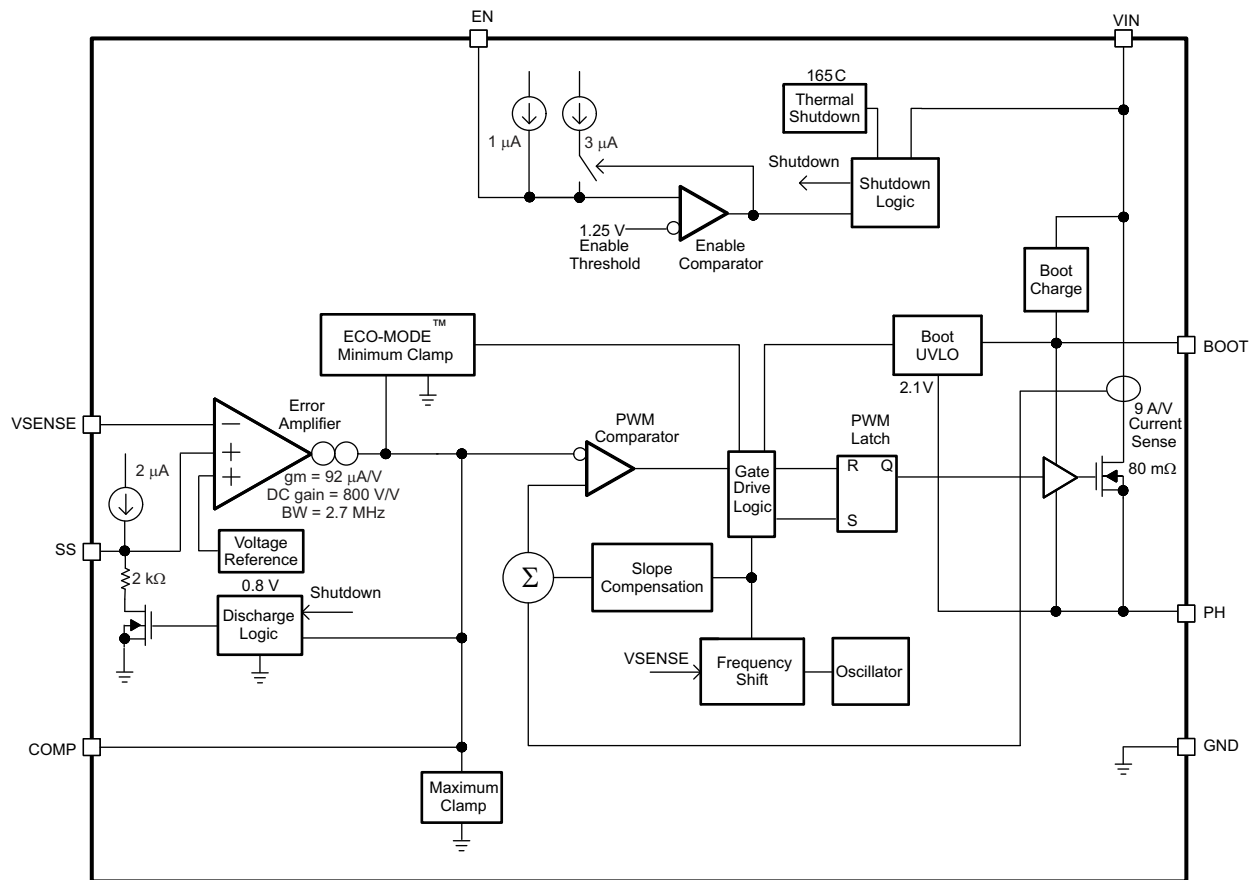 EN
VIN
165C
Thermal
Shutdown
1 μA
3 μA
Shutdown
Shutdown
Logic
1.25 V
Enable
Threshold
Enable
Comparator
Boot
Charge
ECO-MODE™
Minimum Clamp
Boot
UVLO
BOOT
2.1V
9 A/V
Current
Sense
80 mΩ
VSENSE
Error
Amplifier
−
+
+
gm = 92 μA/V
DC gain = 800 V/V
BW = 2.7 MHz
PWM
Comparator
Gate
Drive
Logic
PWM
Latch
R
Q
S
2 μA
SS
Voltage
Reference
2 kΩ
0.8 V
Shutdown
Discharge
Logic
Σ
Slope
Compensation
PH
VSENSE
Frequency
Shift
Oscillator
COMP
GND
Maximum
Clamp